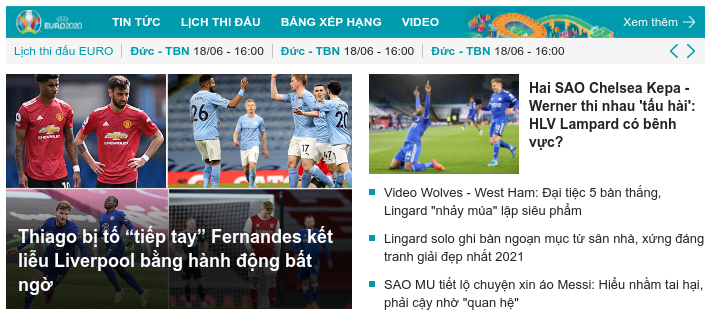 EURO2020 TIN TỨC LỊCH THI ĐẤU BẢNG XẾP HẠNG VIDEO Xem thêm
Lịch thi đấu EURO Đức - TBN 18/06 - 16:00 Đức - TBN 18/06 - 16:00 Đức - TBN 18/06 - 16:00
Thiago bị tố “tiếp tay” Fernandes kết
liễu Liverpool bằng hành động bất
ngờ
Hai SAO Chelsea Kepa -
Werner thi nhau 'tấu hài':
HLV Lampard có bênh
vực?
Video Wolves - West Ham: Đại tiệc 5 bàn thắng,
Lingard "nhảy múa" lập siêu phẩm
Lingard solo ghi bàn ngoạn mục từ sân nhà, xứng đáng
tranh giải đẹp nhất 2021
SAO MU tiết lộ chuyện xin áo Messi: Hiểu nhầm tai hại,
phải cậy nhờ "quan hệ"